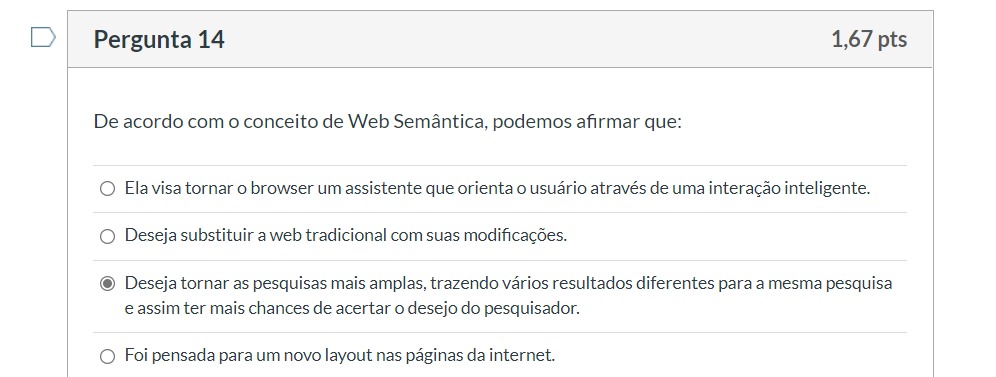 Pergunta 14
1,67 pts
De acordo com o conceito de Web Semântica, podemos afirmar que:
Ela visa tornar o browser um assistente que orienta o usuário através de uma interação inteligente.
Deseja substituir a web tradicional com suas modificações.
Deseja tornar as pesquisas mais amplas, trazendo vários resultados diferentes para a mesma pesquisa
e assim ter mais chances de acertar o desejo do pesquisador.
Foi pensada para um novo layout nas páginas da internet.